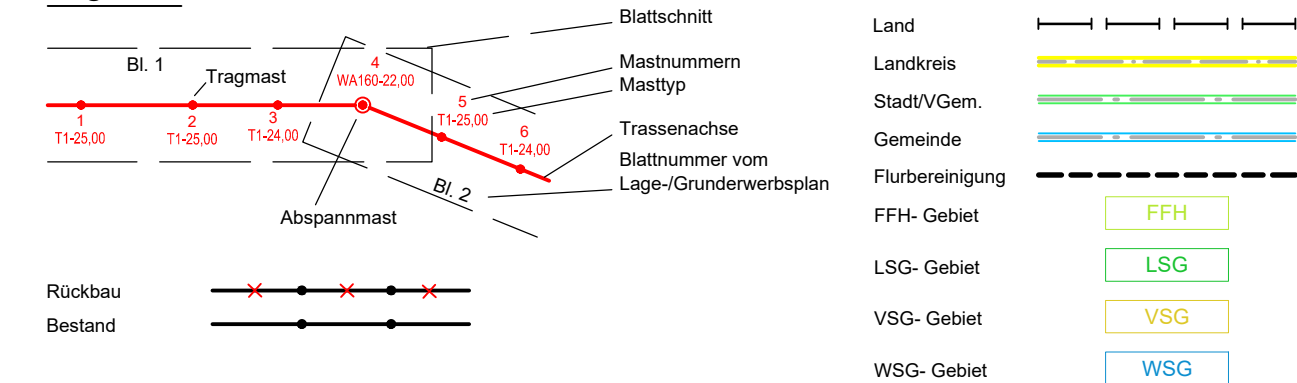 Blattschnitt
Bl. 1
Tragmast
4
WA160-22,00
Mastnummern
Masttyp
1
T1-25,00
2
T1-25,00
3
T1-24,00
5
T1-25,00
6
T1-24,00
Trassenachse
Blattnummer vom
Lage-/Grunderwerbsplan
Bl. 2
Abspannmast
Rückbau
Bestand
Land
Landkreis
Stadt/VGem.
Gemeinde
Flurbereinigung
FFH- Gebiet
FFH
LSG- Gebiet
LSG
VSG- Gebiet
VSG
WSG- Gebiet
WSG